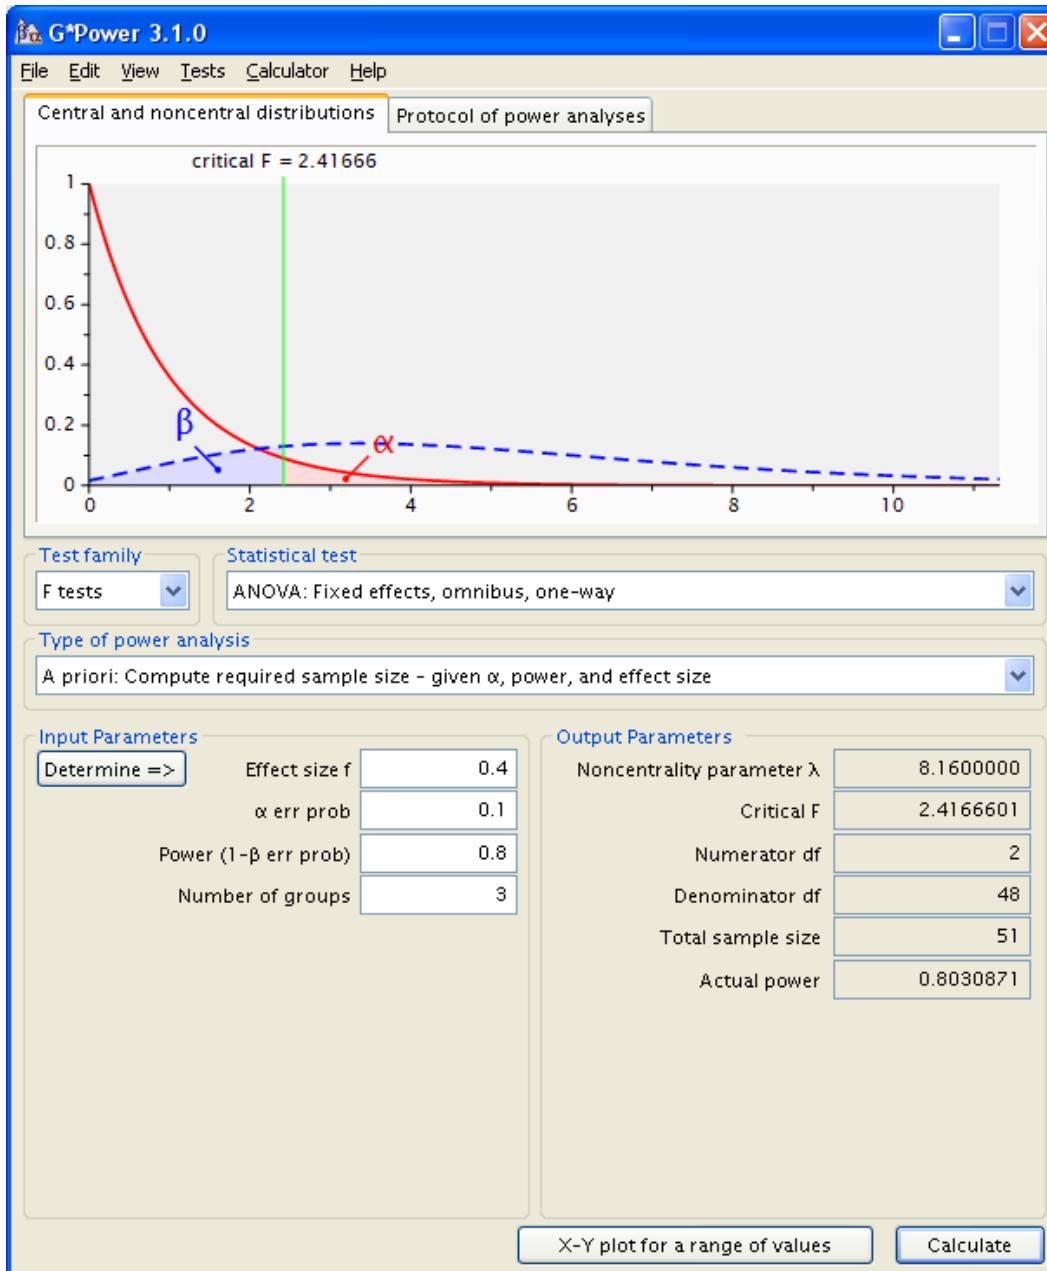 G*Power 3.1.0
File Edit View Tests Calculator Help
Central and noncentral distributions Protocol of power analyses
critical F = 2.41666
1
0.8
0.6
0.4
0.2
0
β
α
0 2 4 6 8 10
Test family Statistical test
F tests ANOVA: Fixed effects, omnibus, one-way
Type of power analysis
A priori: Compute required sample size - given α, power, and effect size
Input Parameters Output Parameters
Determine => Effect size f 0.4 Noncentrality parameter λ 8.1600000
α err prob 0.1 Critical F 2.4166601
Power (1-β err prob) 0.8 Numerator df 2
Number of groups 3 Denominator df 48
Total sample size 51
Actual power 0.8030871
X-Y plot for a range of values Calculate